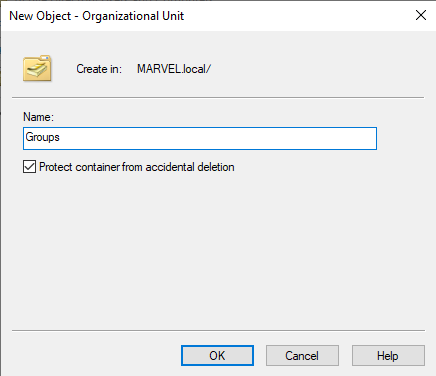 New Object - Organizational Unit
Create in: MARVEL.local/
Name:
Groups
Protect container from accidental deletion
OK Cancel Help